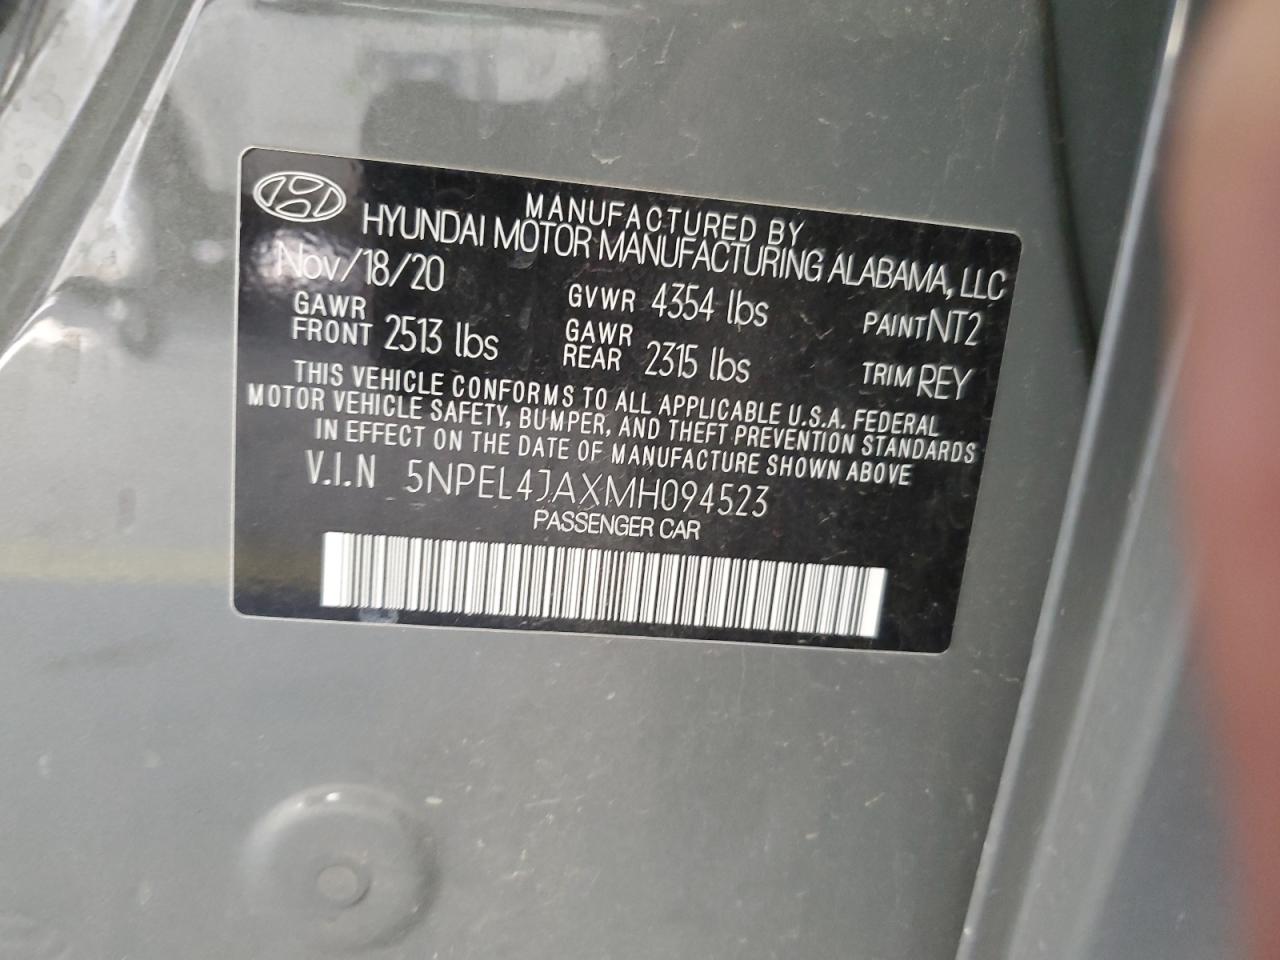 MANUFACTURED BY
HYUNDAI MOTOR MANUFACTURING ALABAMA, LLC
Nov/18/20
GAWR FRONT 2513 lbs
GVWR 4354 lbs
GAWR REAR 2315 lbs
PAINT NT2
TRIM REY
THIS VEHICLE CONFORMS TO ALL APPLICABLE U.S.A. FEDERAL
MOTOR VEHICLE SAFETY, BUMPER, AND THEFT PREVENTION STANDARDS
IN EFFECT ON THE DATE OF MANUFACTURE SHOWN ABOVE
V.I.N 5NPEL4JAXMH094523
PASSENGER CAR